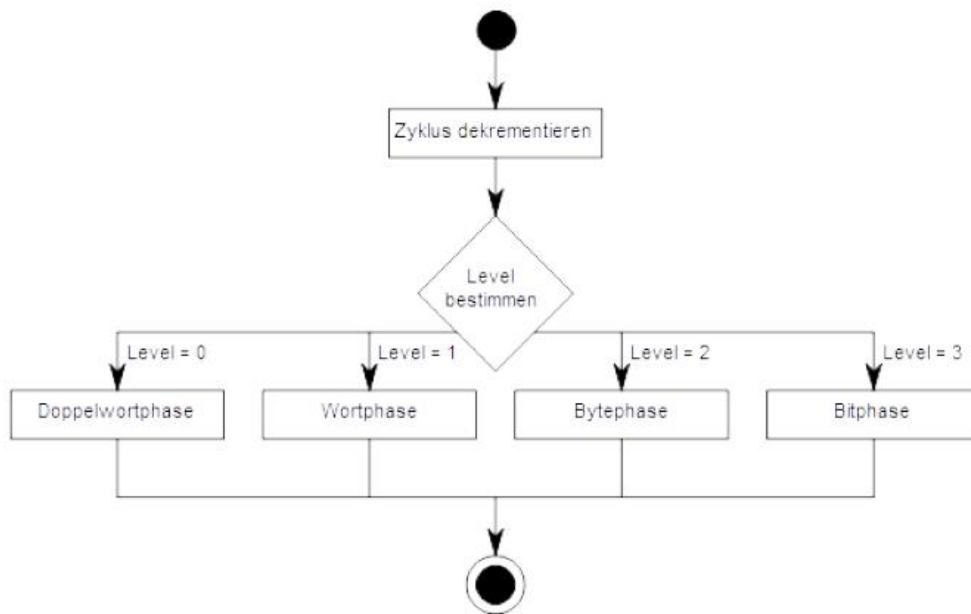 Zyklus dekrementieren
Level
bestimmen
Level = 0
Level = 1
Level = 2
Level = 3
Doppelwortphase
Wortphase
Bytephase
Bitphase